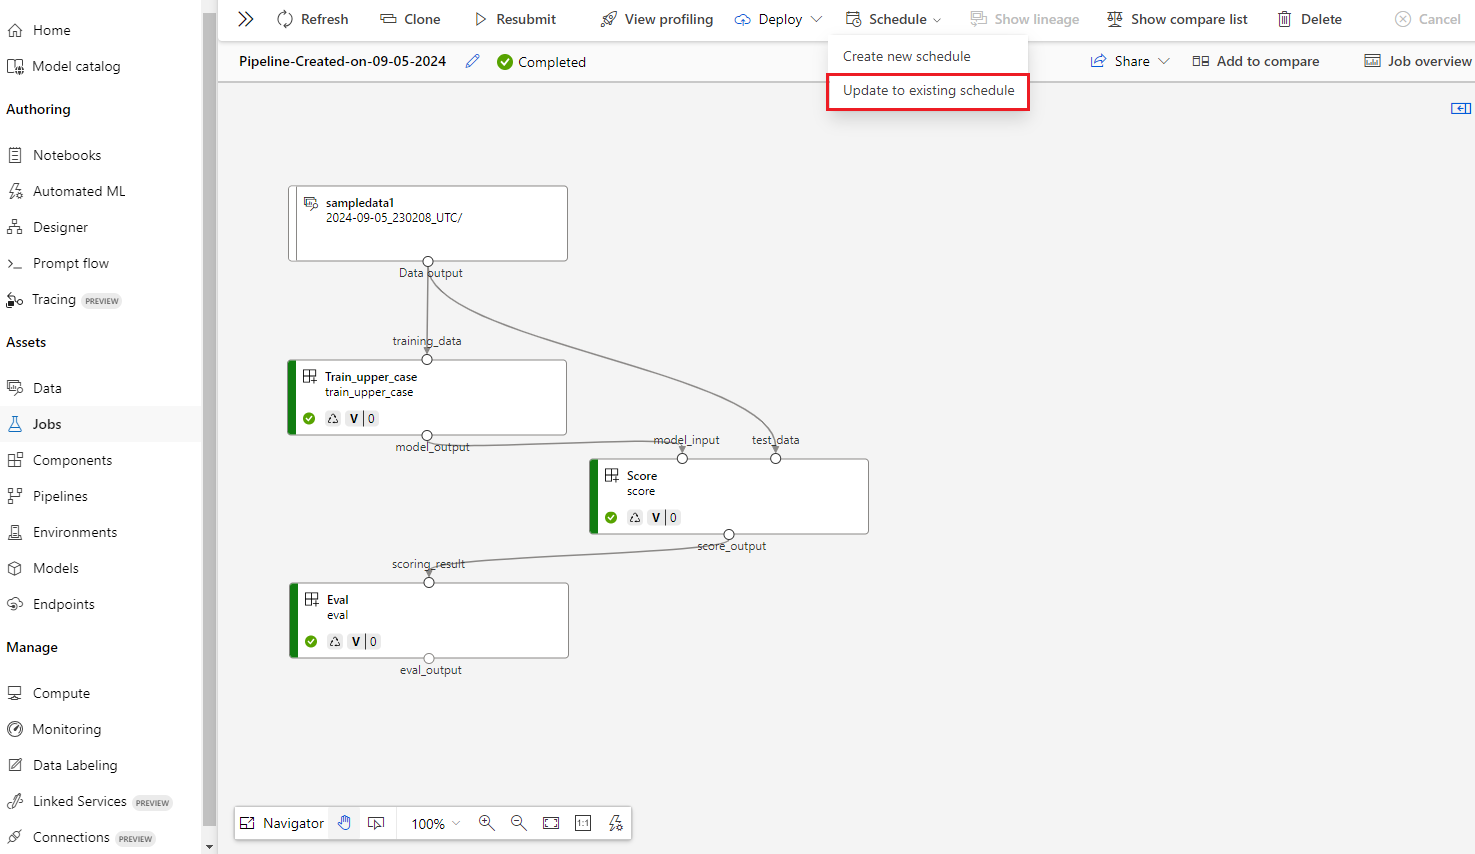 Home
Model catalog
Authoring
Notebooks
Automated ML
Designer
Prompt flow
Tracing PREVIEW
Assets
Data
Jobs
Components
Pipelines
Environments
Models
Endpoints
Manage
Compute
Monitoring
Data Labeling
Linked Services PREVIEW
Connections PREVIEW
Refresh Clone Resubmit View profiling Deploy Schedule Show lineage Show compare list Delete Cancel
Create new schedule
Update to existing schedule
Pipeline-Created-on-09-05-2024 Completed Share Add to compare Job overview
sampledata1
2024-09-05_230208_UTC/
Data output
training_data
Train_upper_case
train_upper_case
V 0
model_output
model_input test_data
Score
score
V 0
score_output
scoring_result
Eval
eval
V 0
eval_output
Navigator 100% 1:1